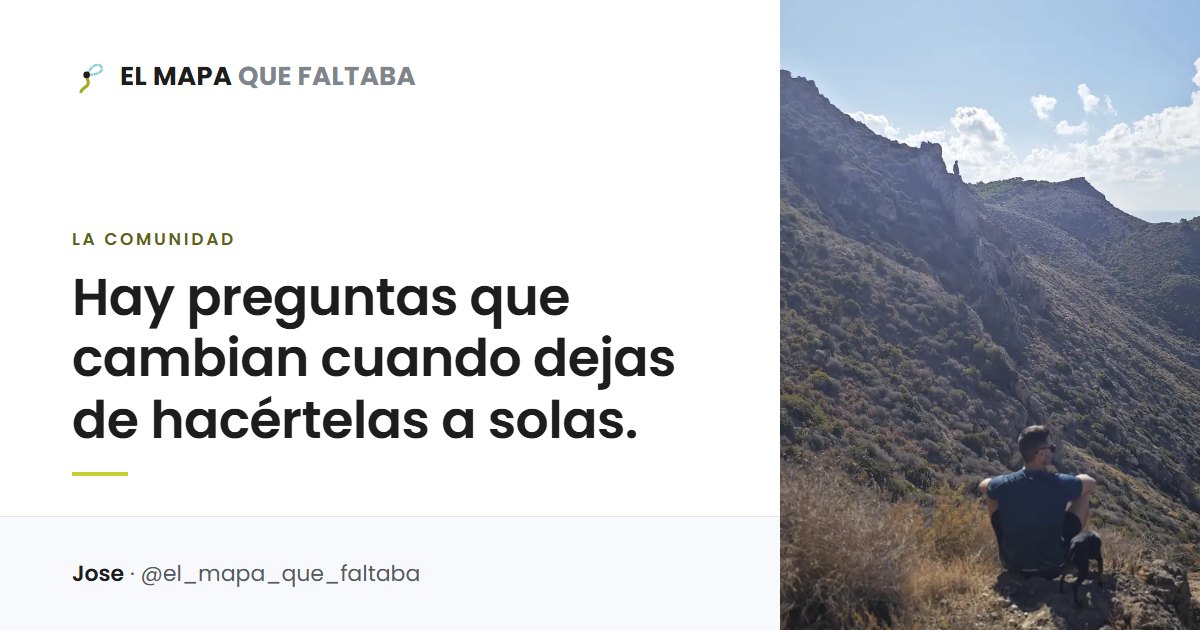 EL MAPA QUE FALTABA
LA COMUNIDAD
Hay preguntas que
cambian cuando dejas
de hacértelas a solas.
Jose · @el_mapa_que_faltaba